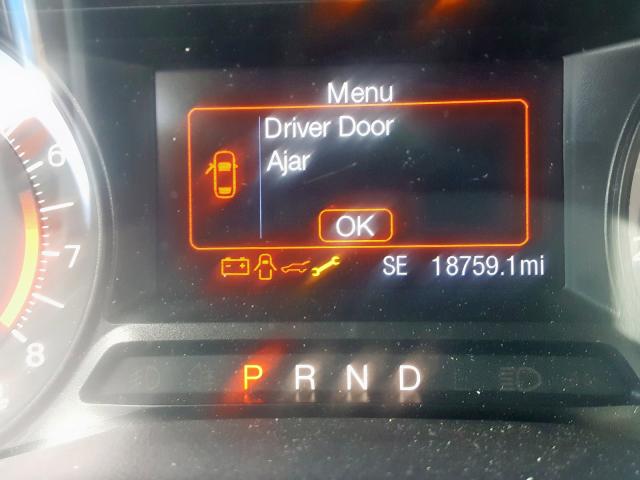 Menu
Driver Door
Ajar
OK
SE 18759.1mi
6
7
8
P R N D